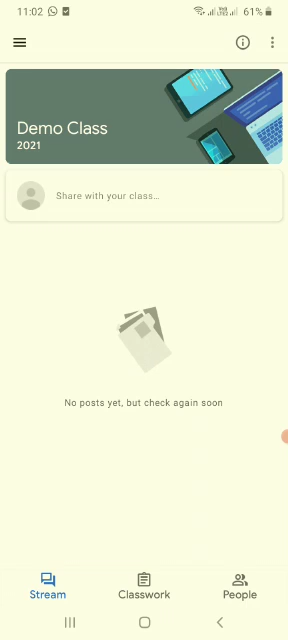 11:02 61%
Demo Class
2021
Share with your class...
No posts yet, but check again soon
Stream Classwork People